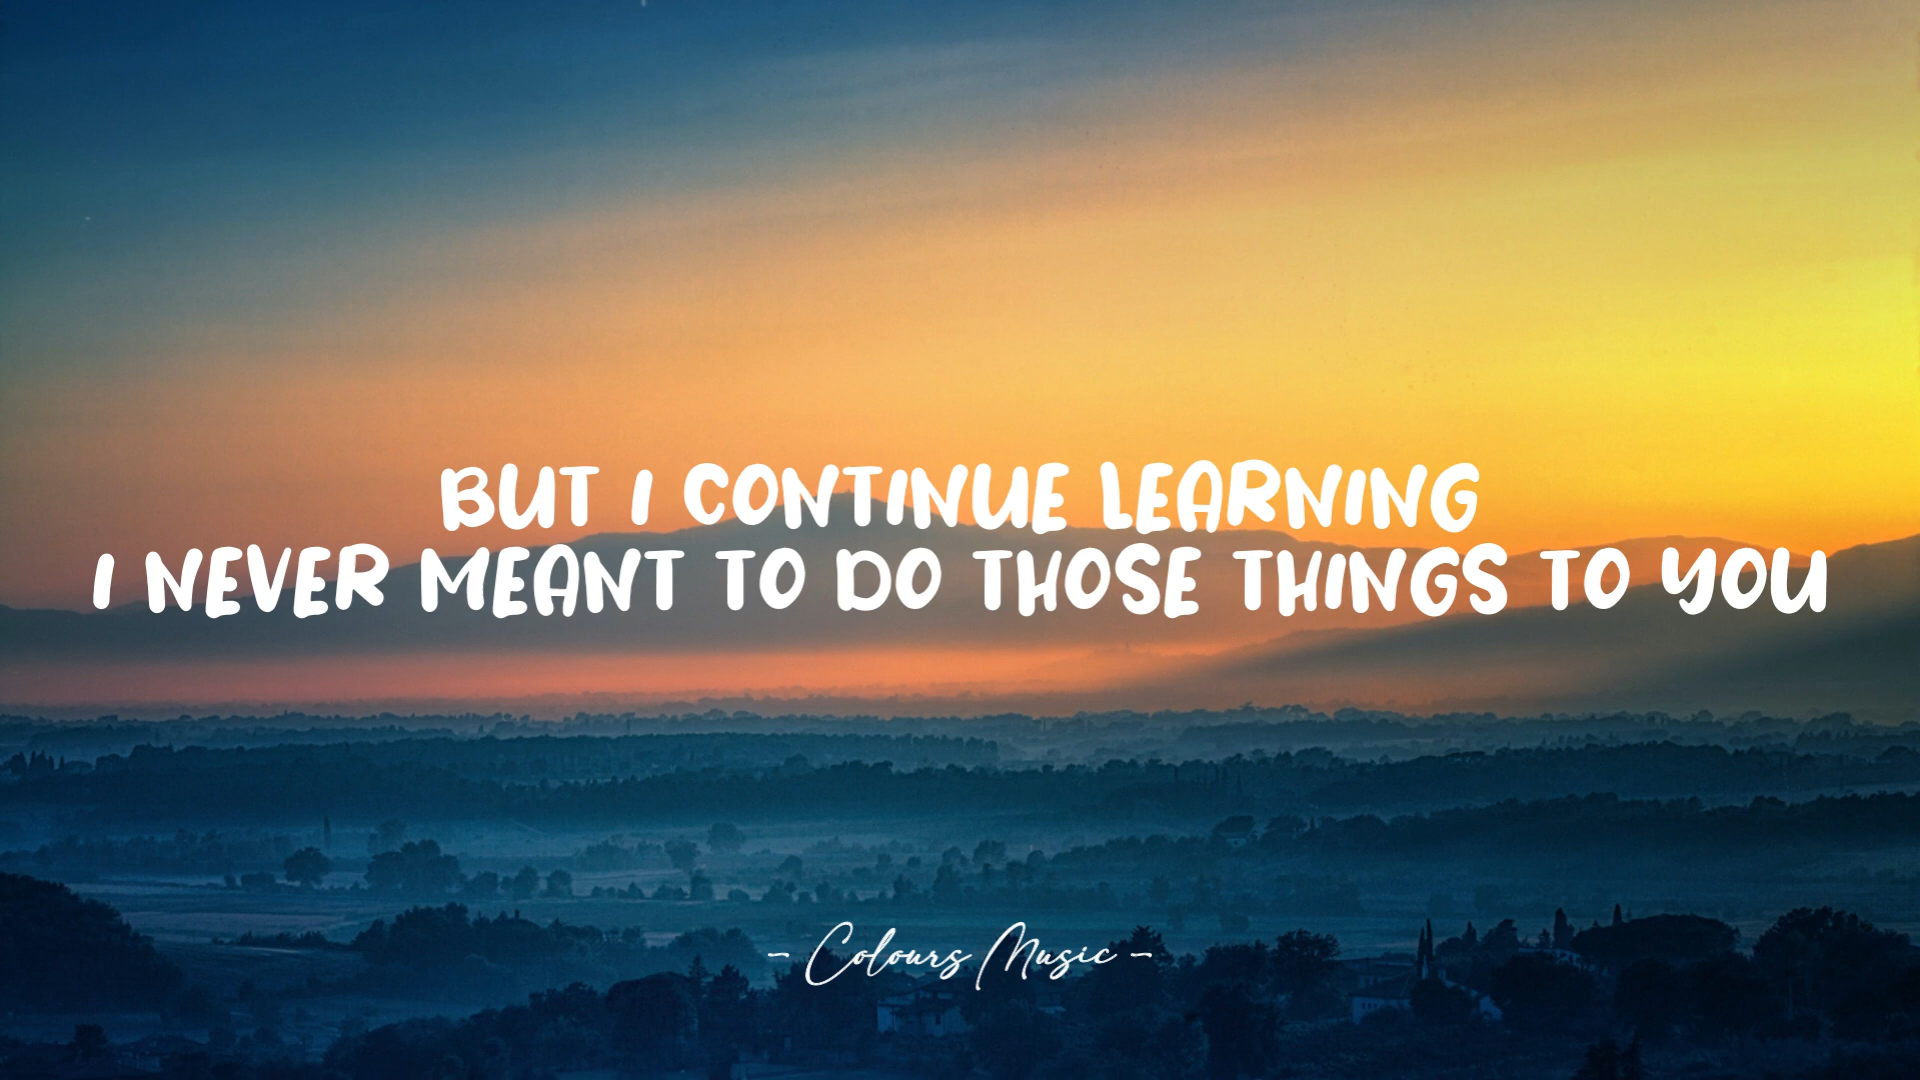 BUT I CONTINUE LEARNING
I NEVER MEANT TO DO THOSE THINGS TO YOU
- Colours Music -